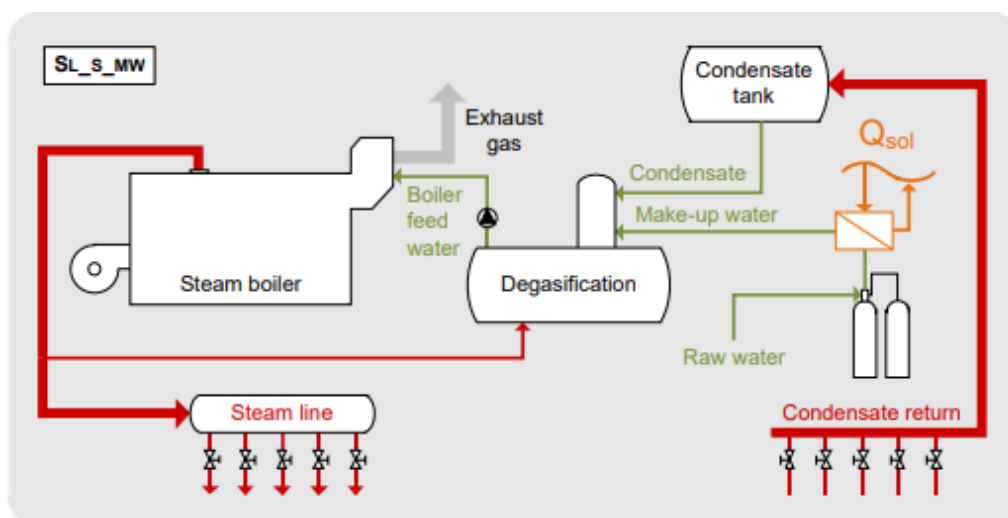 SL_S_MW
Condensate
tank
Exhaust
gas
Qsol
Condensate
Boiler
feed
water
Make-up water
Steam boiler
Degasification
Raw water
Steam line
Condensate return